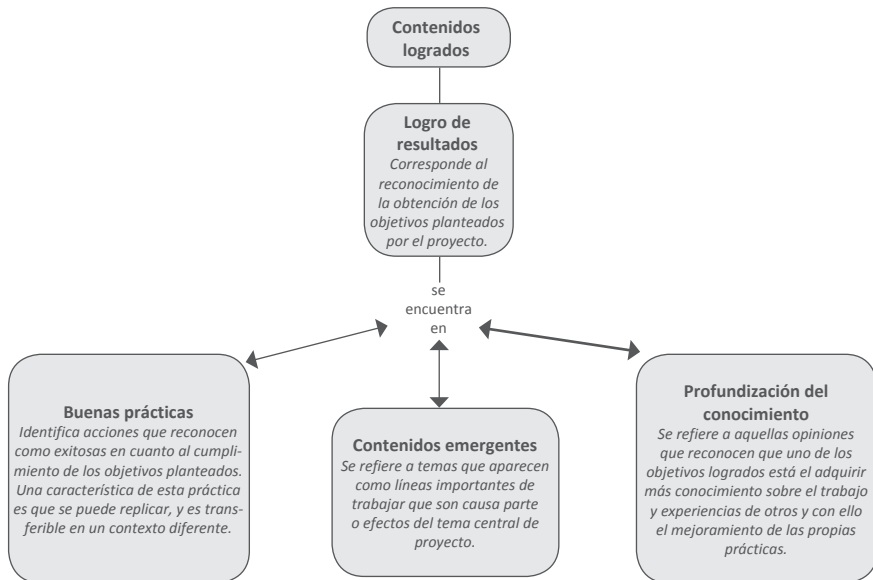 Contenidos
logrados
Logro de
resultados
Corresponde al
reconocimiento de
la obtención de los
objetivos planteados
por el proyecto.
se
encuentra
en
Buenas prácticas
Identifica acciones que reconocen
como exitosas en cuanto al cumpli-
miento de los objetivos planteados.
Una característica de esta práctica
es que se puede replicar, y es trans-
ferible en un contexto diferente.
Contenidos emergentes
Se refiere a temas que aparecen
como líneas importantes de
trabajar que son causa parte
o efectos del tema central de
proyecto.
Profundización del
conocimiento
Se refiere a aquellas opiniones
que reconocen que uno de los
objetivos logrados está el adquirir
más conocimiento sobre el trabajo
y experiencias de otros y con ello
el mejoramiento de las propias
prácticas.